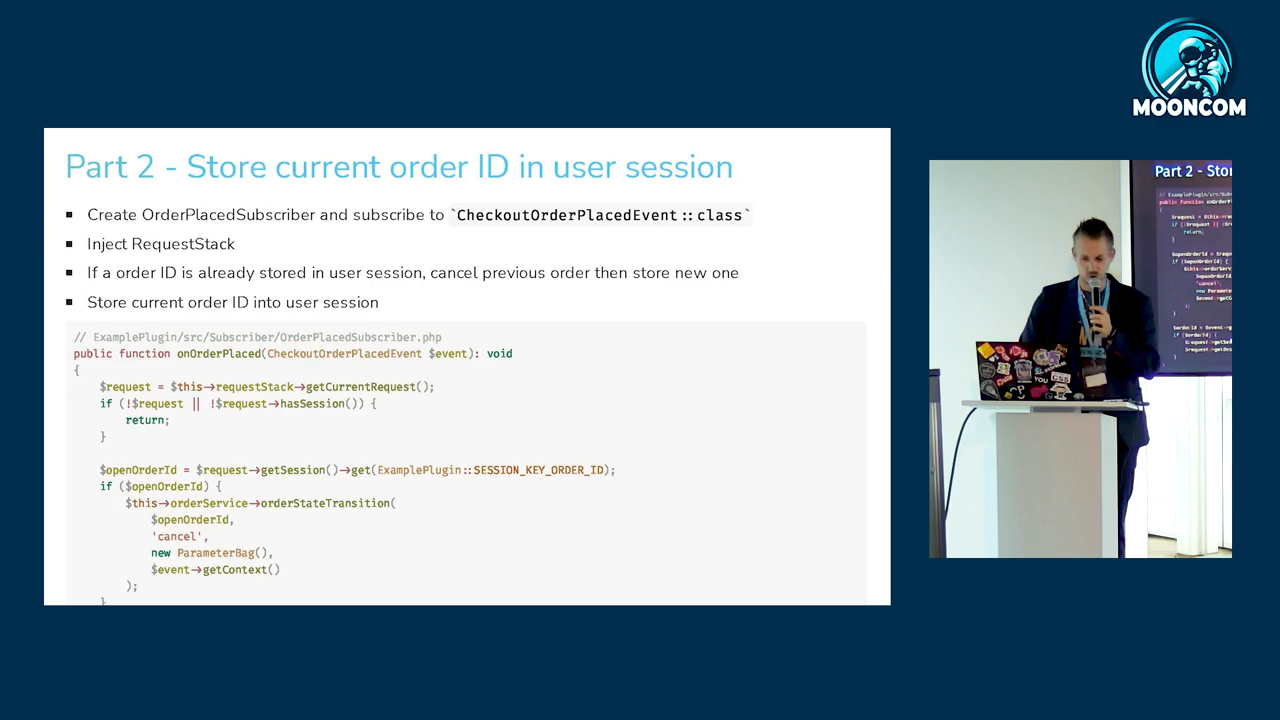 MOONCOM
Part 2 - Store current order ID in user session
Create OrderPlacedSubscriber and subscribe to `CheckoutOrderPlacedEvent::class`
Inject RequestStack
If a order ID is already stored in user session, cancel previous order then store new one
Store current order ID into user session
// ExamplePlugin/src/Subscriber/OrderPlacedSubscriber.php
public function onOrderPlaced(CheckoutOrderPlacedEvent $event): void
{
$request = $this->requestStack->getCurrentRequest();
if (!$request || !$request->hasSession()) {
return;
}
$openOrderId = $request->getSession()->get(ExamplePlugin::SESSION_KEY_ORDER_ID);
if ($openOrderId) {
$this->orderService->orderStateTransition(
$openOrderId,
'cancel',
new ParameterBag(),
$event->getContext()
);
}
Part 2 - Stor